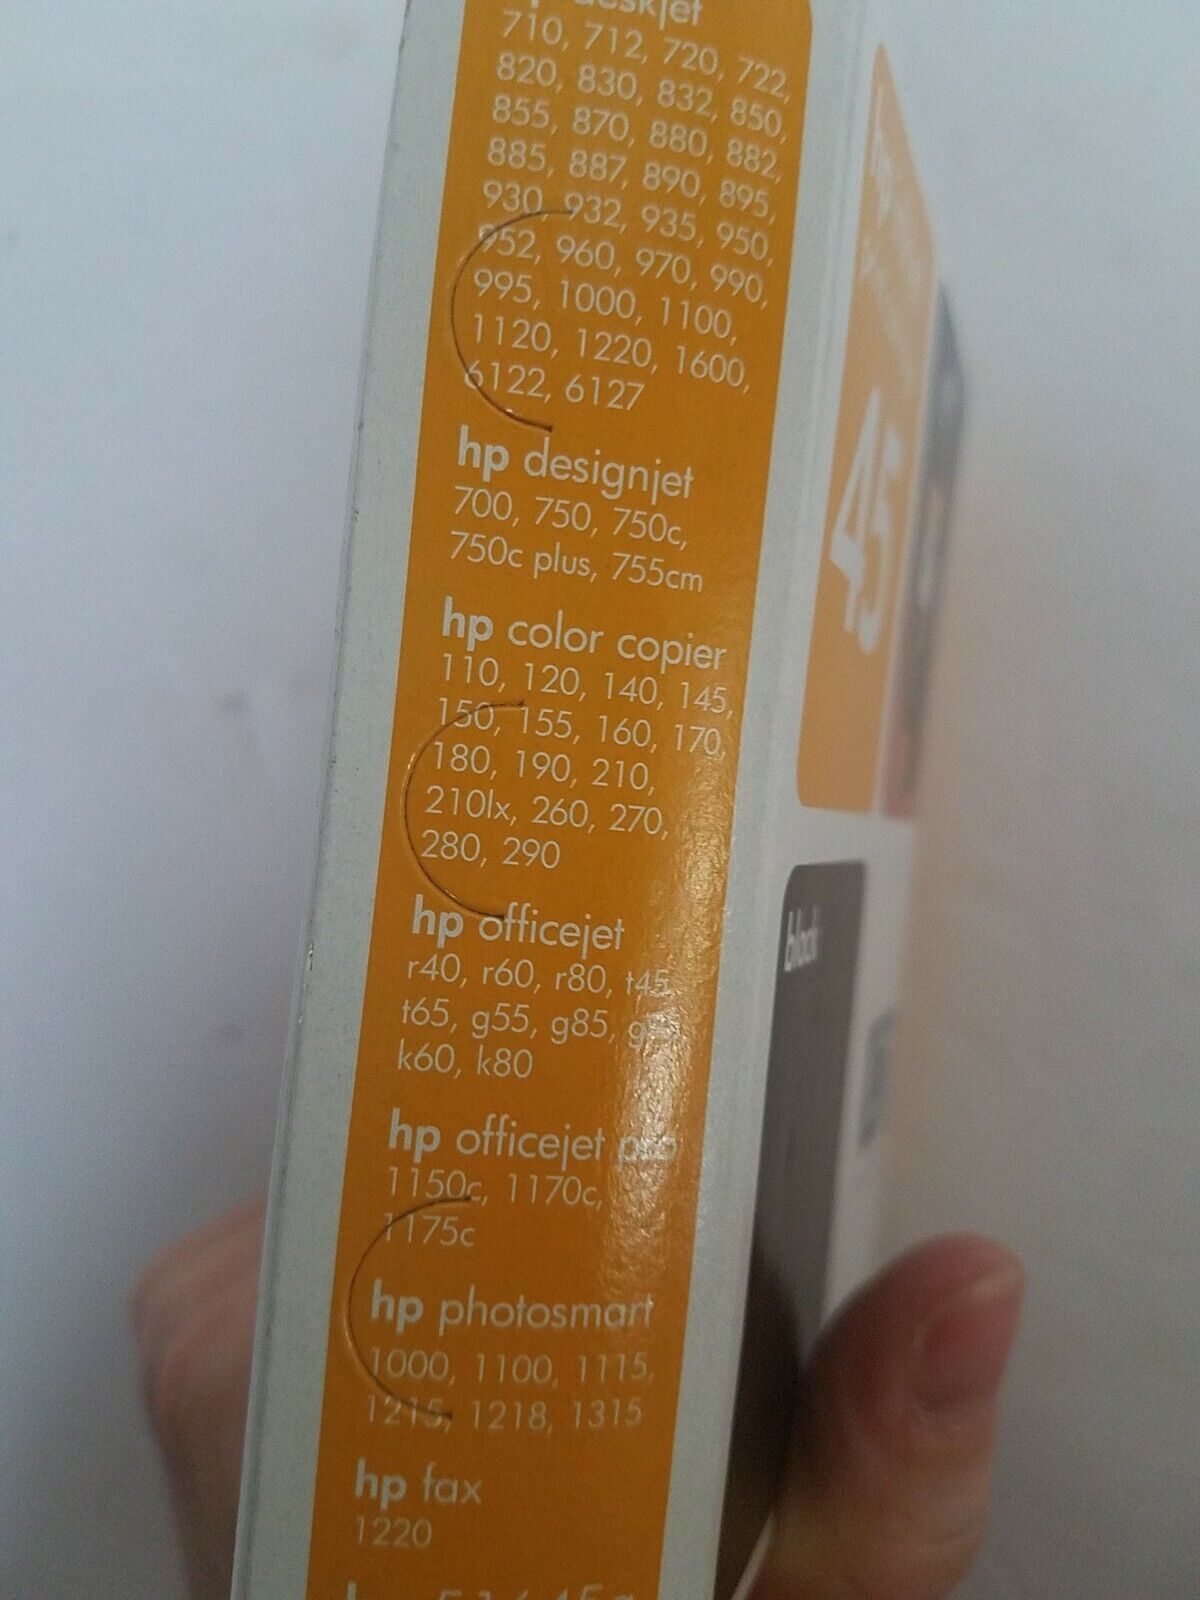 hp deskjet
710, 712, 720, 722,
820, 830, 832, 850,
855, 870, 880, 882,
885, 887, 890, 895,
930, 932, 935, 950,
952, 960, 970, 990,
995, 1000, 1100,
1120, 1220, 1600,
6122, 6127
hp designjet
700, 750, 750c,
750c plus, 755cm
hp color copier
110, 120, 140, 145,
150, 155, 160, 170,
180, 190, 210,
210lx, 260, 270,
280, 290
hp officejet
r40, r60, r80, t45,
t65, g55, g85,
k60, k80
hp officejet pro
1150c, 1170c,
1175c
hp photosmart
1000, 1100, 1115,
1215, 1218, 1315
hp fax
1220
45
black